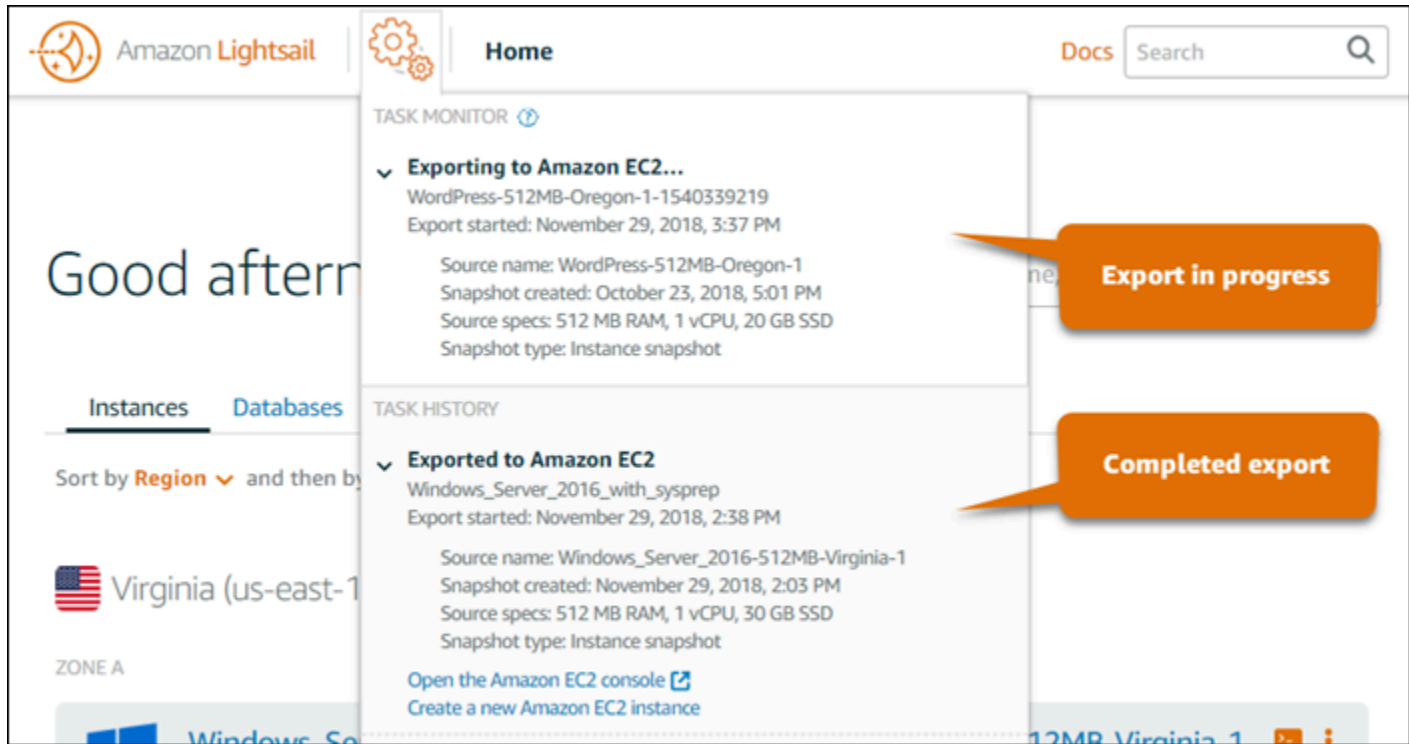 Amazon Lightsail
Home
Docs
Search
TASK MONITOR ?
Exporting to Amazon EC2...
WordPress-512MB-Oregon-1-1540339219
Export started: November 29, 2018, 3:37 PM
Source name: WordPress-512MB-Oregon-1
Snapshot created: October 23, 2018, 5:01 PM
Source specs: 512 MB RAM, 1 vCPU, 20 GB SSD
Snapshot type: Instance snapshot
Export in progress
Good aftern
Instances
Databases
TASK HISTORY
Exported to Amazon EC2
Windows_Server_2016_with_sysprep
Export started: November 29, 2018, 2:38 PM
Source name: Windows_Server_2016-512MB-Virginia-1
Snapshot created: November 29, 2018, 2:03 PM
Source specs: 512 MB RAM, 1 vCPU, 30 GB SSD
Snapshot type: Instance snapshot
Open the Amazon EC2 console
Create a new Amazon EC2 instance
Completed export
Sort by Region and then by
Virginia (us-east-1
ZONE A
Windows_Se
12MB-Virginia-1